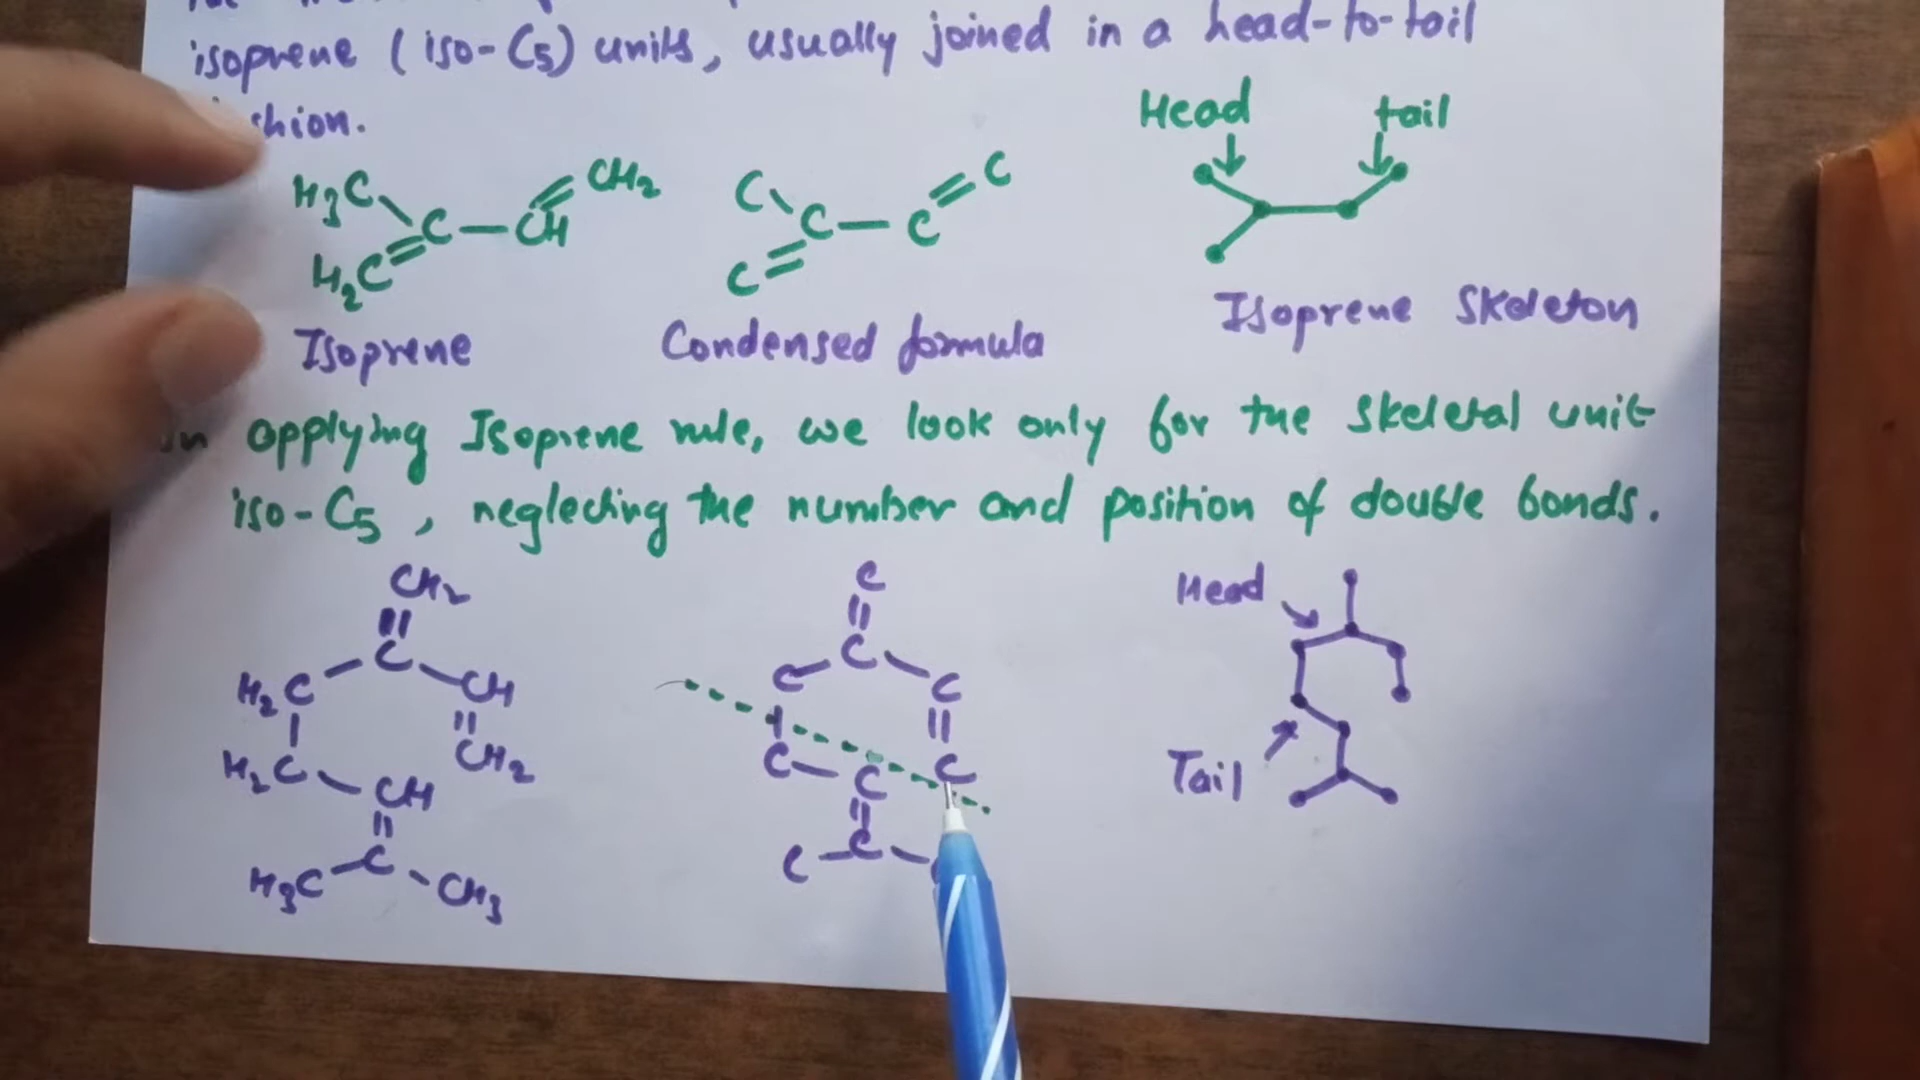 isoprene (iso-C5) units, usually joined in a head-to-tail
shion.
Head tail
H3C C CH CH2
H2C
C C C C
C
Isoprene Condensed formula Isoprene Skeleton
applying Isoprene rule, we look only for the skeletal unit
iso-C5, neglecting the number and position of double bonds.
CH2
C
H2C CH
CH2
H2C CH
C
H3C CH3
C
C
C C
C C C
C C
Head
Tail